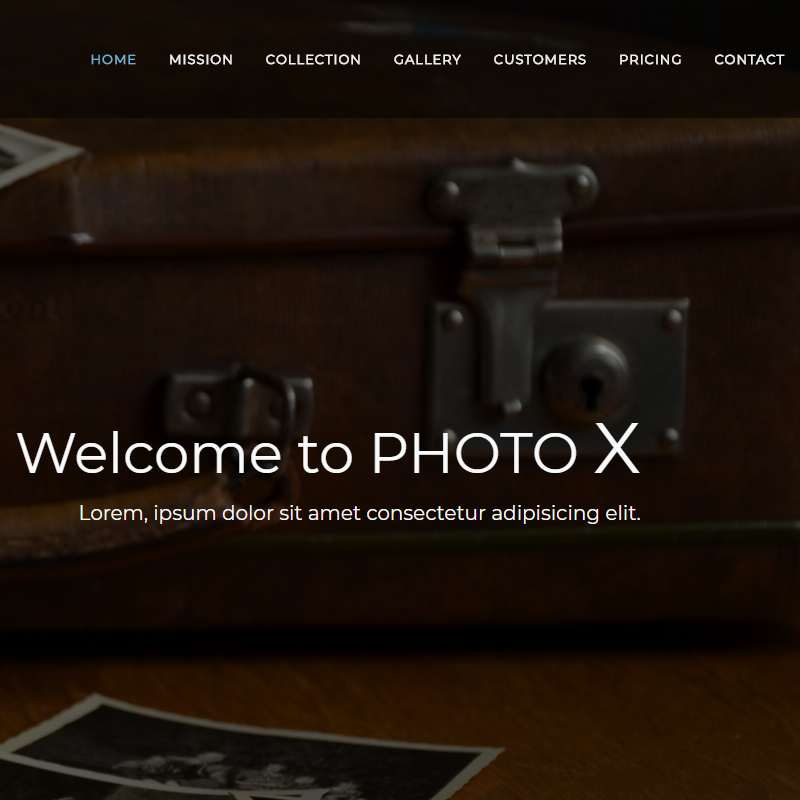 HOME MISSION COLLECTION GALLERY CUSTOMERS PRICING CONTACT
Welcome to PHOTO X
Lorem, ipsum dolor sit amet consectetur adipisicing elit.